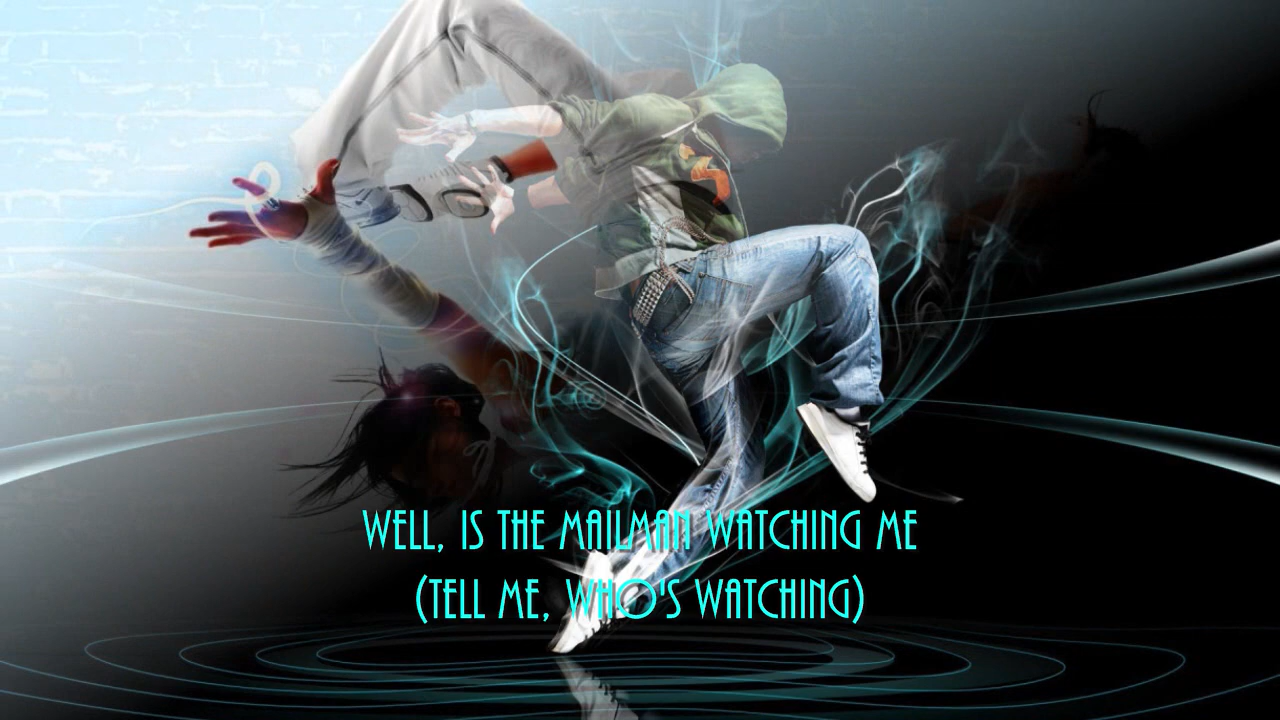 WELL, IS THE MAILMAN WATCHING ME
(TELL ME, WHO'S WATCHING)